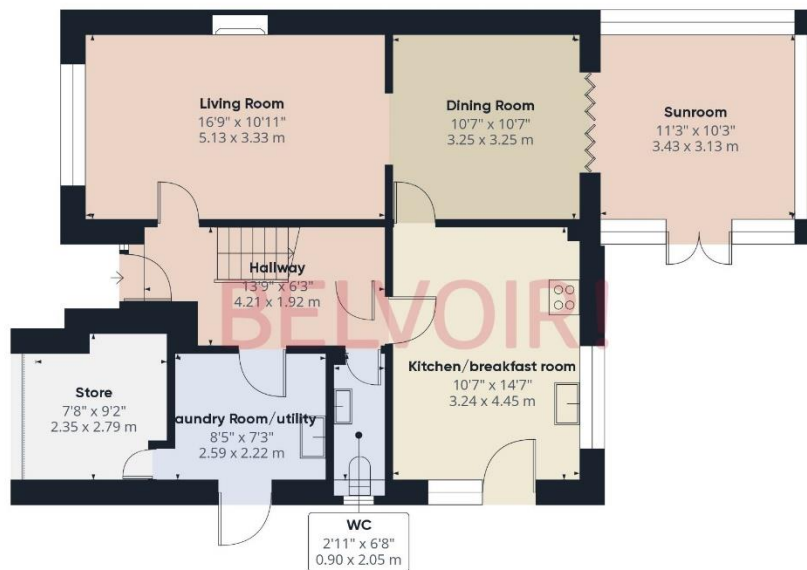 Living Room
16'9" x 10'11"
5.13 x 3.33 m
Dining Room
10'7" x 10'7"
3.25 x 3.25 m
Sunroom
11'3" x 10'3"
3.43 x 3.13 m
Hallway
13'9" x 6'3"
4.21 x 1.92 m
BELVOIR!
Kitchen/breakfast room
10'7" x 14'7"
3.24 x 4.45 m
Store
7'8" x 9'2"
2.35 x 2.79 m
aundry Room/utility
8'5" x 7'3"
2.59 x 2.22 m
WC
2'11" x 6'8"
0.90 x 2.05 m